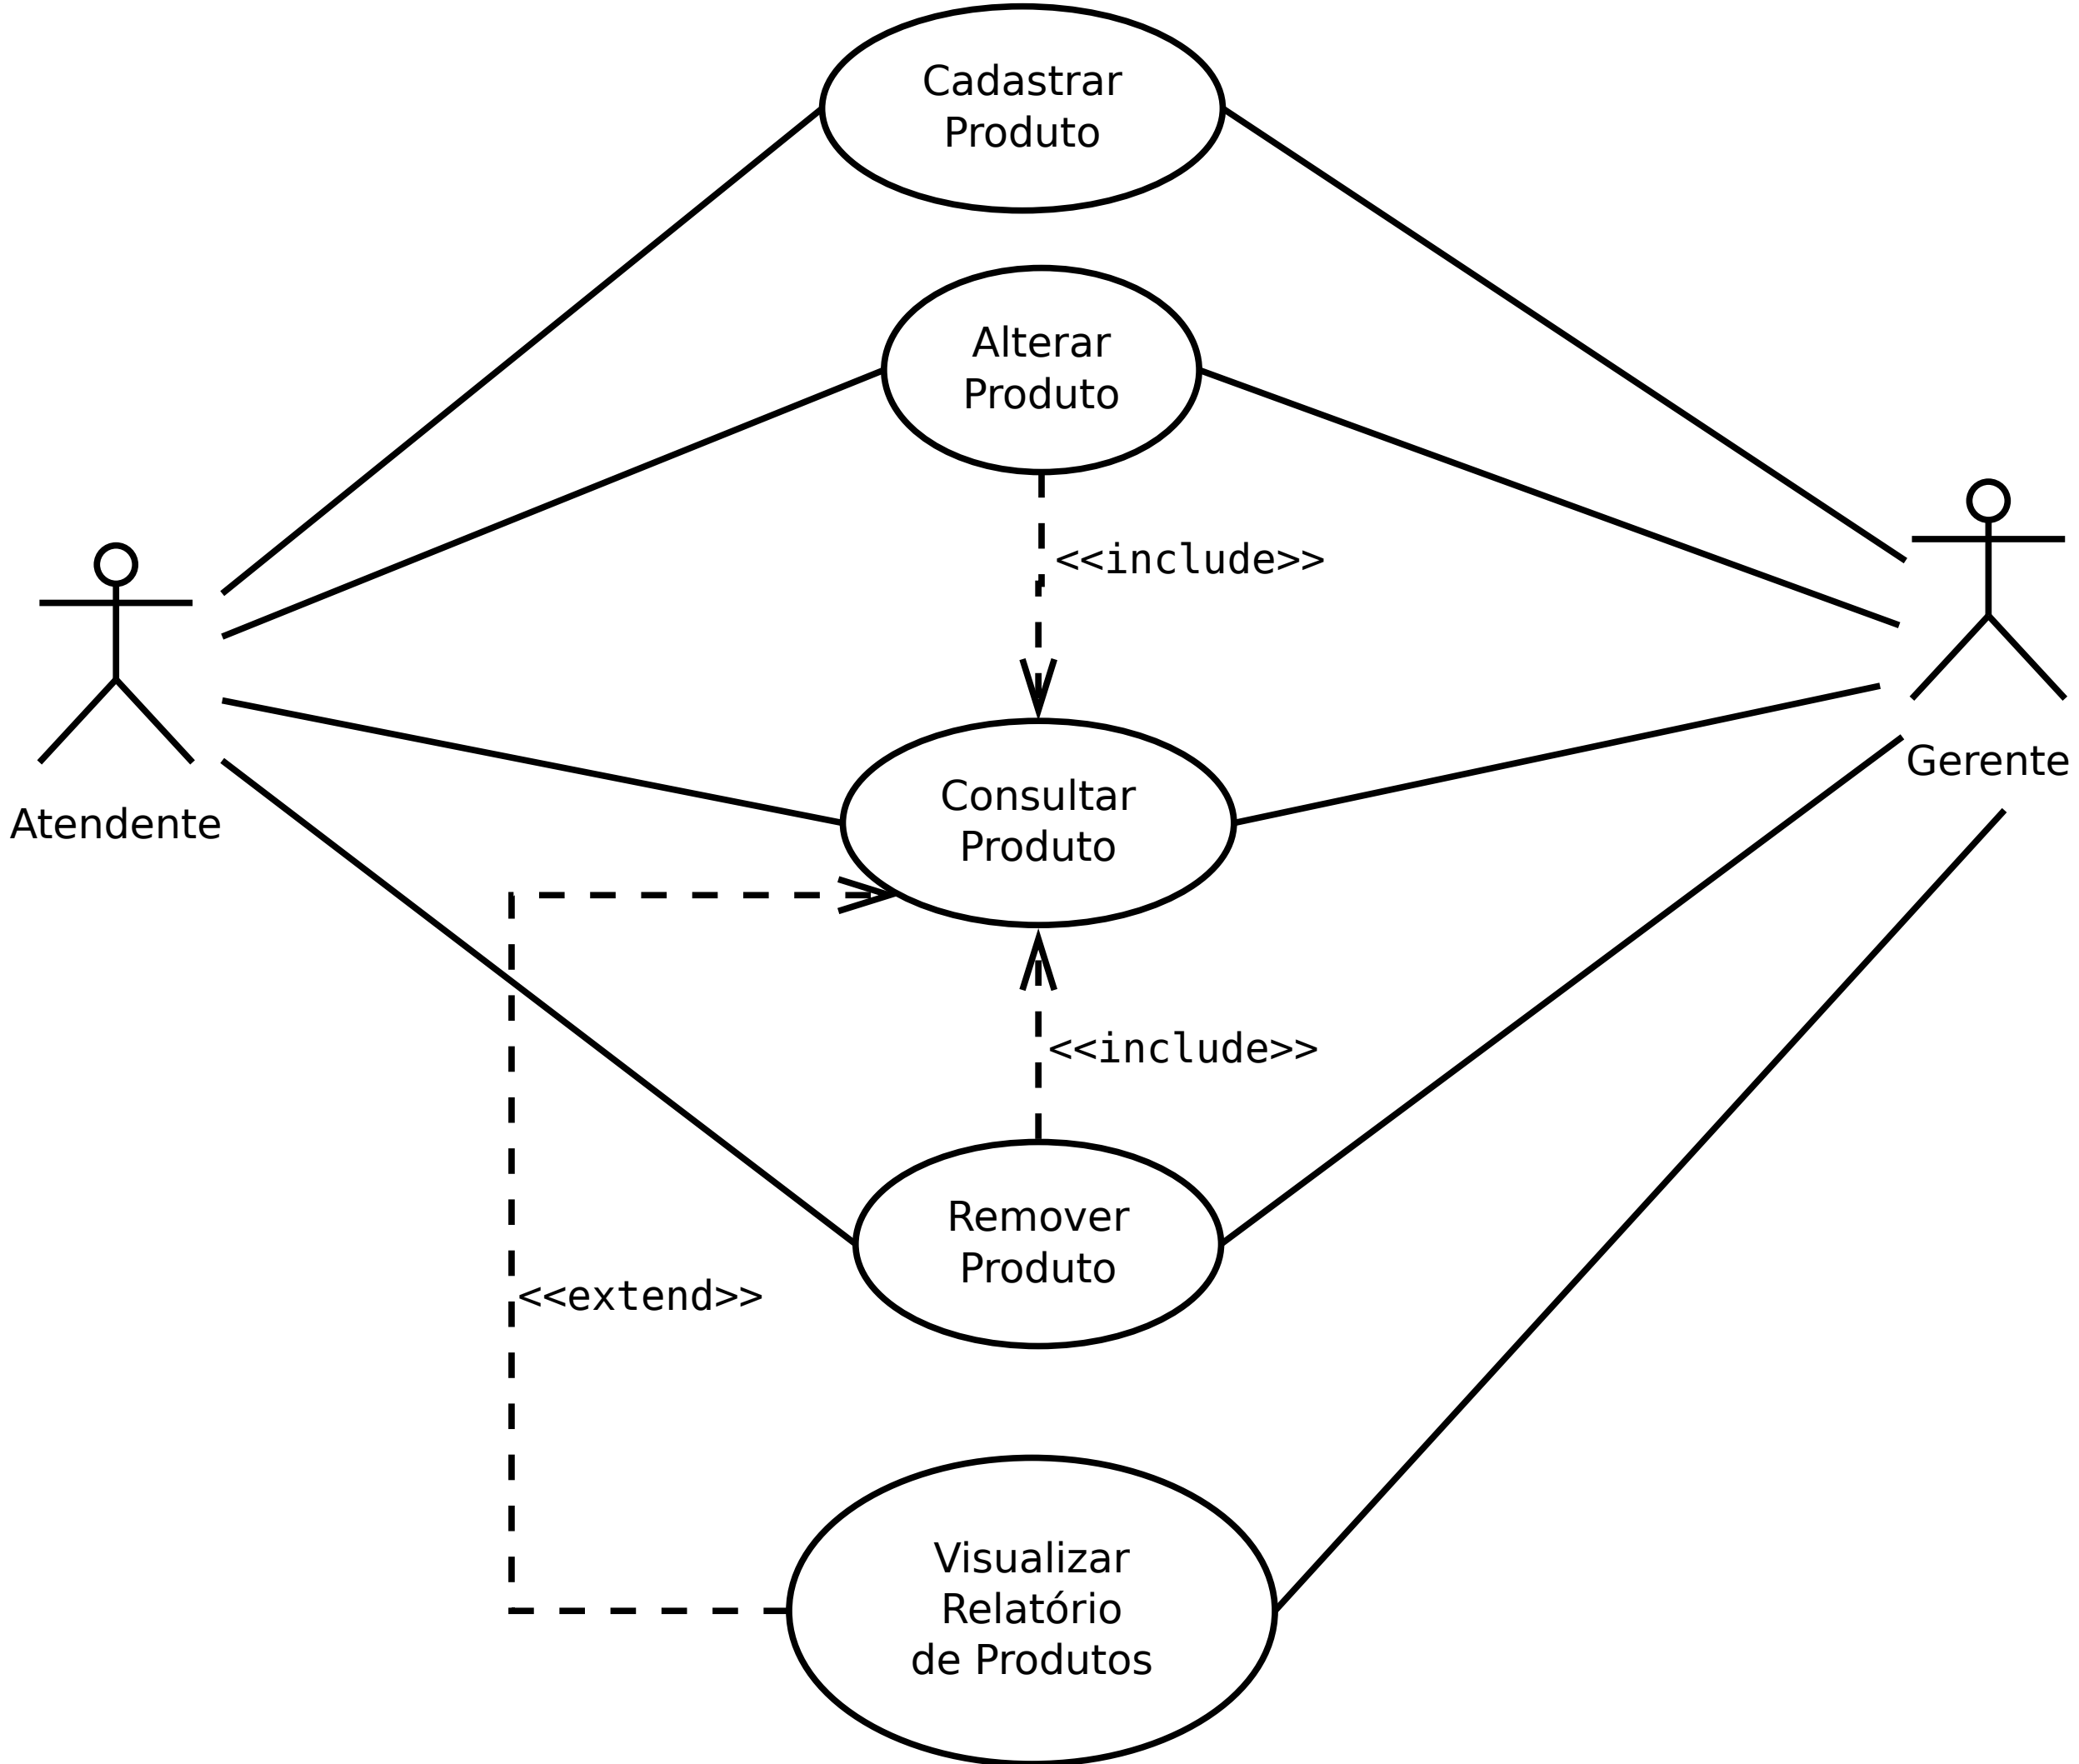 Cadastrar
Produto
Alterar
Produto
<<include>>
Gerente
Atendente
Consultar
Produto
<<include>>
Remover
Produto
<<extend>>
Visualizar
Relatório
de Produtos